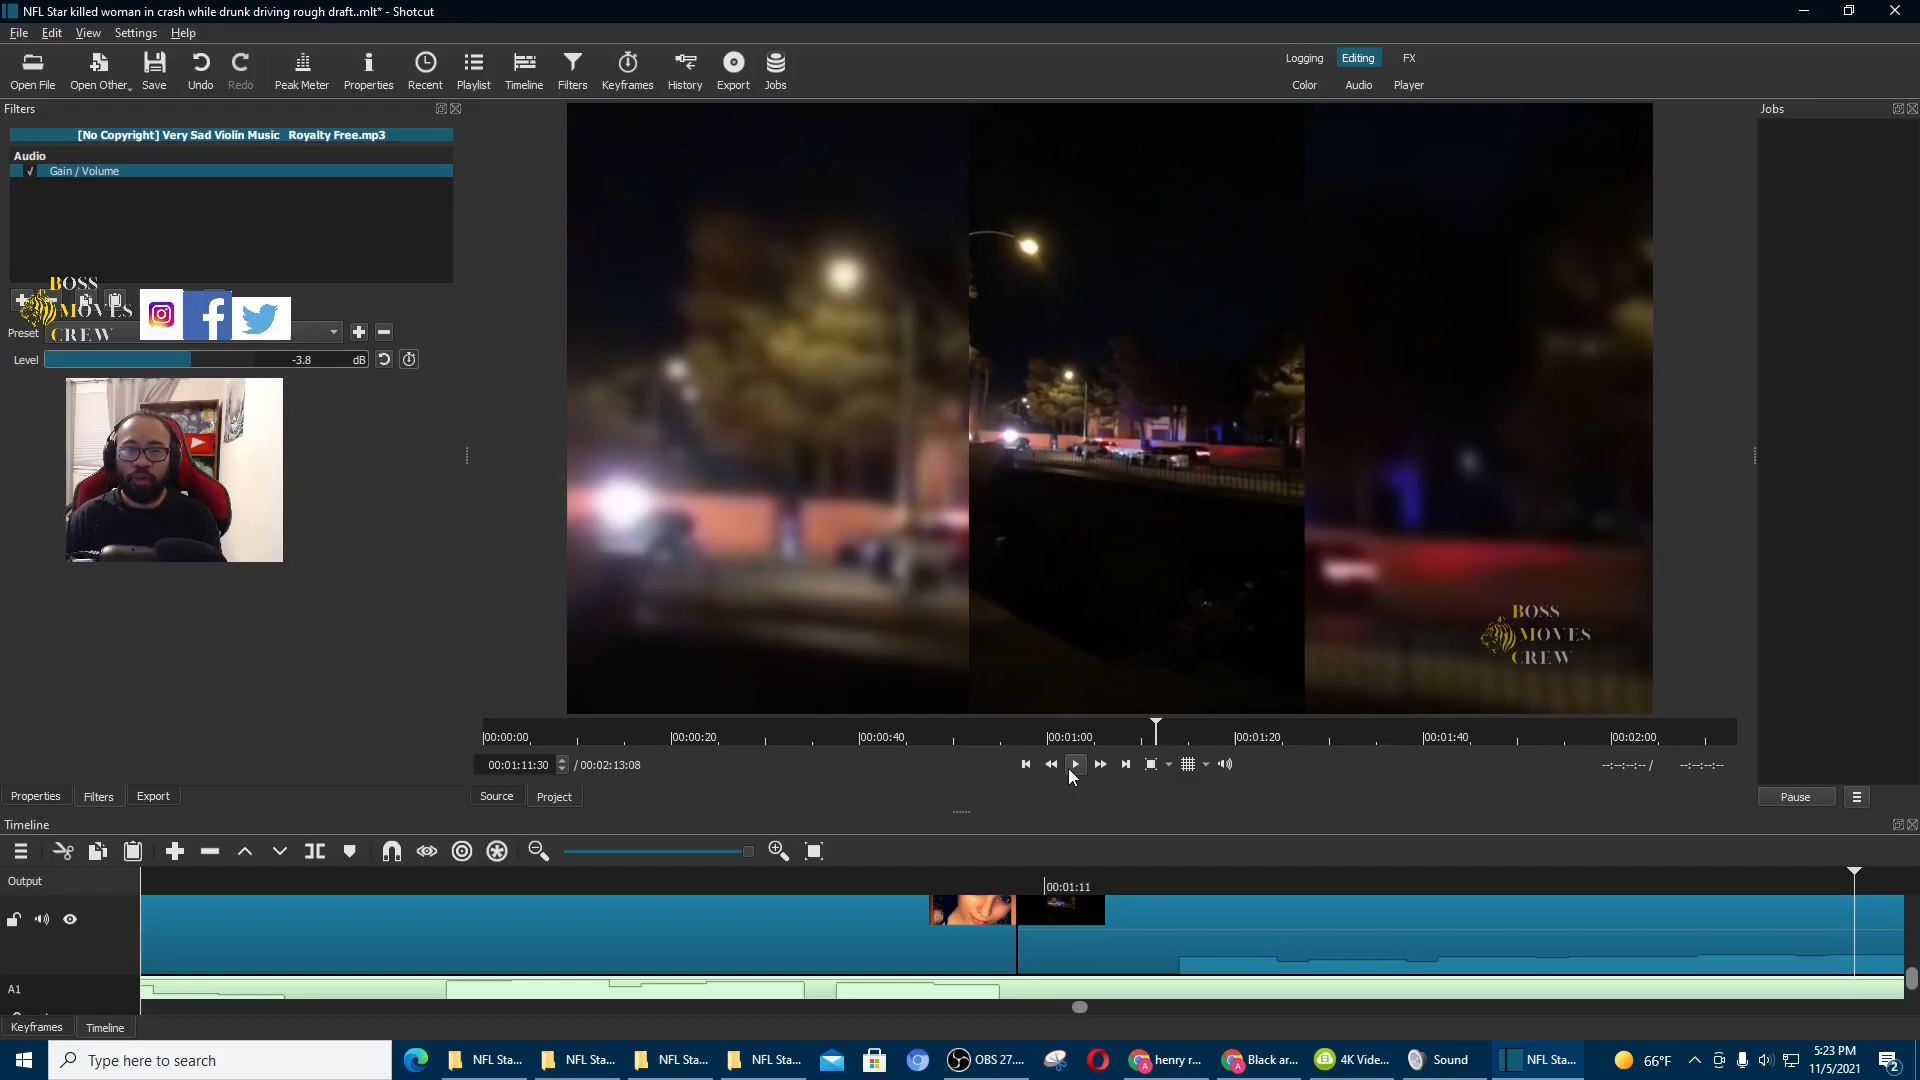 NFL Star killed woman in crash while drunk driving rough draft..mlt* - Shotcut
File Edit View Settings Help
Open File Open Other Save Undo Redo Peak Meter Properties Recent Playlist Timeline Filters Keyframes History Export Jobs
Logging Editing FX
Color Audio Player
Filters
[No Copyright] Very Sad Violin Music Royalty Free.mp3
Audio
Gain / Volume
BOSS
MOVES
CREW
Preset
Level -3.8 dB
Jobs
BOSS
MOVES
CREW
00:00:00 00:00:20 00:00:40 00:01:00 00:01:20 00:01:40 00:02:00
00:01:11:30 / 00:02:13:08
--:--:--:-- / --:--:--:--
Properties Filters Export
Source Project
Pause
Timeline
Output
00:01:11
A1
Keyframes Timeline
Type here to search
NFL Sta... NFL Sta... NFL Sta... NFL Sta... OBS 27.... henry r... Black ar... 4K Vide... Sound NFL Sta... 66°F
5:23 PM
11/5/2021
2